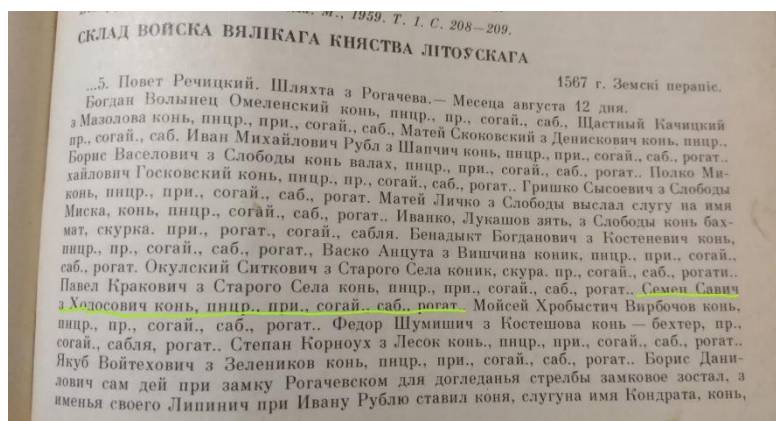 М., 1959. Т. 1. С. 208—209.
СКЛАД ВОЙСКА ВЯЛІКАГА КНЯСТВА ЛІТОЎСКАГА
1567 г. Земскі перапіс.
...5. Повет Речицкий. Шляхта з Рогачева.— Месеца августа 12 дня.
Богдан Волынец Омеленский конь, пнцр., пр., согай., саб., Щастный Качицкий
з Мазолова конь, пнцр., при., согай., саб., Матей Скоковский з Денискович конь, пнцр.,
пр., согай., саб. Иван Михайлович Рубл з Шапчич конь, пнцр., при., согай., саб., рогат..
Борис Васелович з Слободы конь валах, пнцр., при., согай., саб., рогат.. Полко Ми-
хайлович Госковский конь, пнцр., пр., согай., саб., рогат.. Гришко Сысоевич з Слободы
конь, пнцр., при., согай., саб., рогат. Матей Личко з Слободы выслал слугу на имя
Миска, конь, пнцр., согай., саб., рогат.. Иванко, Лукашов зять, з Слободы конь бах-
мат, скурка. при., рогат., согай., сабля. Бенадыкт Богданович з Костеневич конь,
пнцр., пр., согай., саб., рогат., Васко Анцута з Вишчина коник, пнцр., при.. согай.,
саб., рогат. Окулский Ситкович з Старого Села коник, скура. пр., согай., саб., рогати..
Павел Кракович з Старого Села конь, пнцр., при., согай., саб., рогат.. Семен Савич
з Ходосович конь, пнцр., при., согай.. саб., рогат.. Мойсей Хробыстич Вирбочов конь,
пнцр., пр., согай., саб., рогат.. Федор Шумишич з Костешова конь — бехтер, пр.,
согай., сабля, рогат.. Степан Корноух з Лесок конь., пнцр., при., согай., саб., рогат..
Якуб Войтехович з Зелеников конь, пнцр., при., согай., саб., рогат.. Борис Дани-
лович сам дей при замку Рогачевском для догледанья стрелбы замковое зостал, з
именья своего Липинич при Ивану Рублю ставил коня, слугуна имя Кондрата, конь,